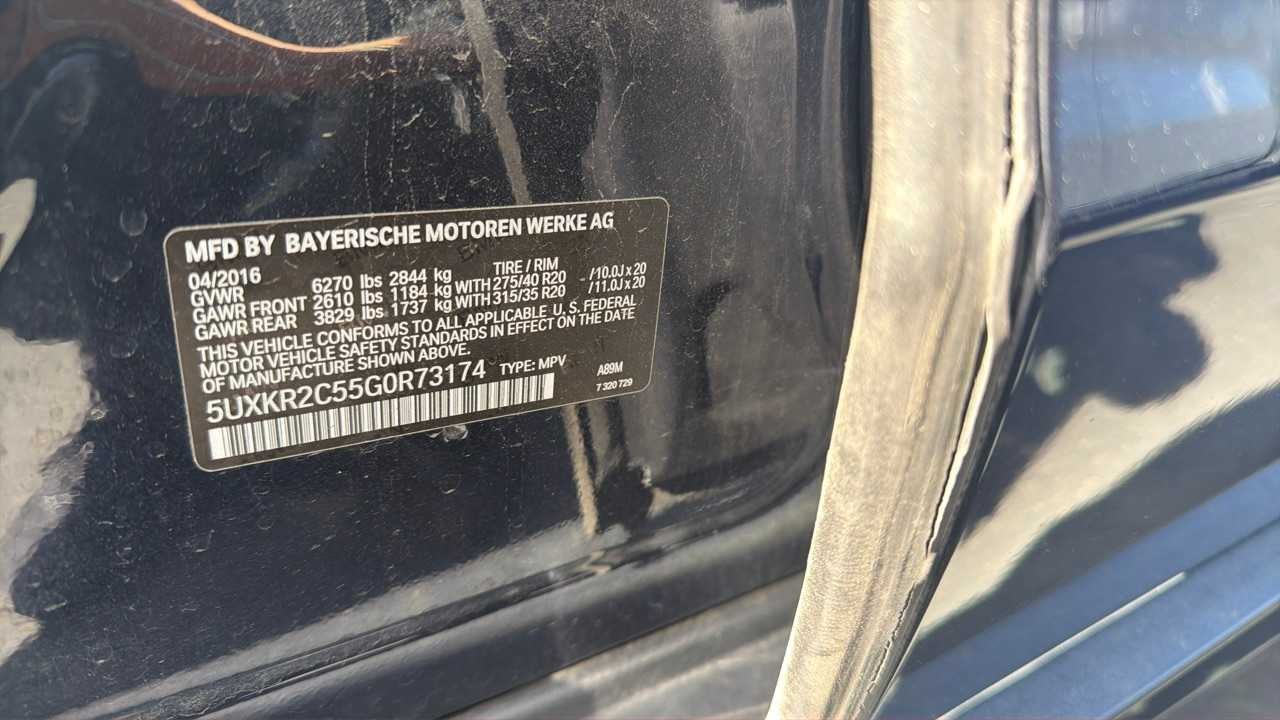 MFD BY BAYERISCHE MOTOREN WERKE AG
04/2016
GVWR 6270 lbs 2844 kg TIRE / RIM
GAWR FRONT 2610 lbs 1184 kg WITH 275/40 R20 /10.0J x 20
GAWR REAR 3829 lbs 1737 kg WITH 315/35 R20 /11.0J x 20
THIS VEHICLE CONFORMS TO ALL APPLICABLE U. S. FEDERAL
MOTOR VEHICLE SAFETY STANDARDS IN EFFECT ON THE DATE
OF MANUFACTURE SHOWN ABOVE.
5UXKR2C55G0R73174 TYPE: MPV A89M
7 320 729